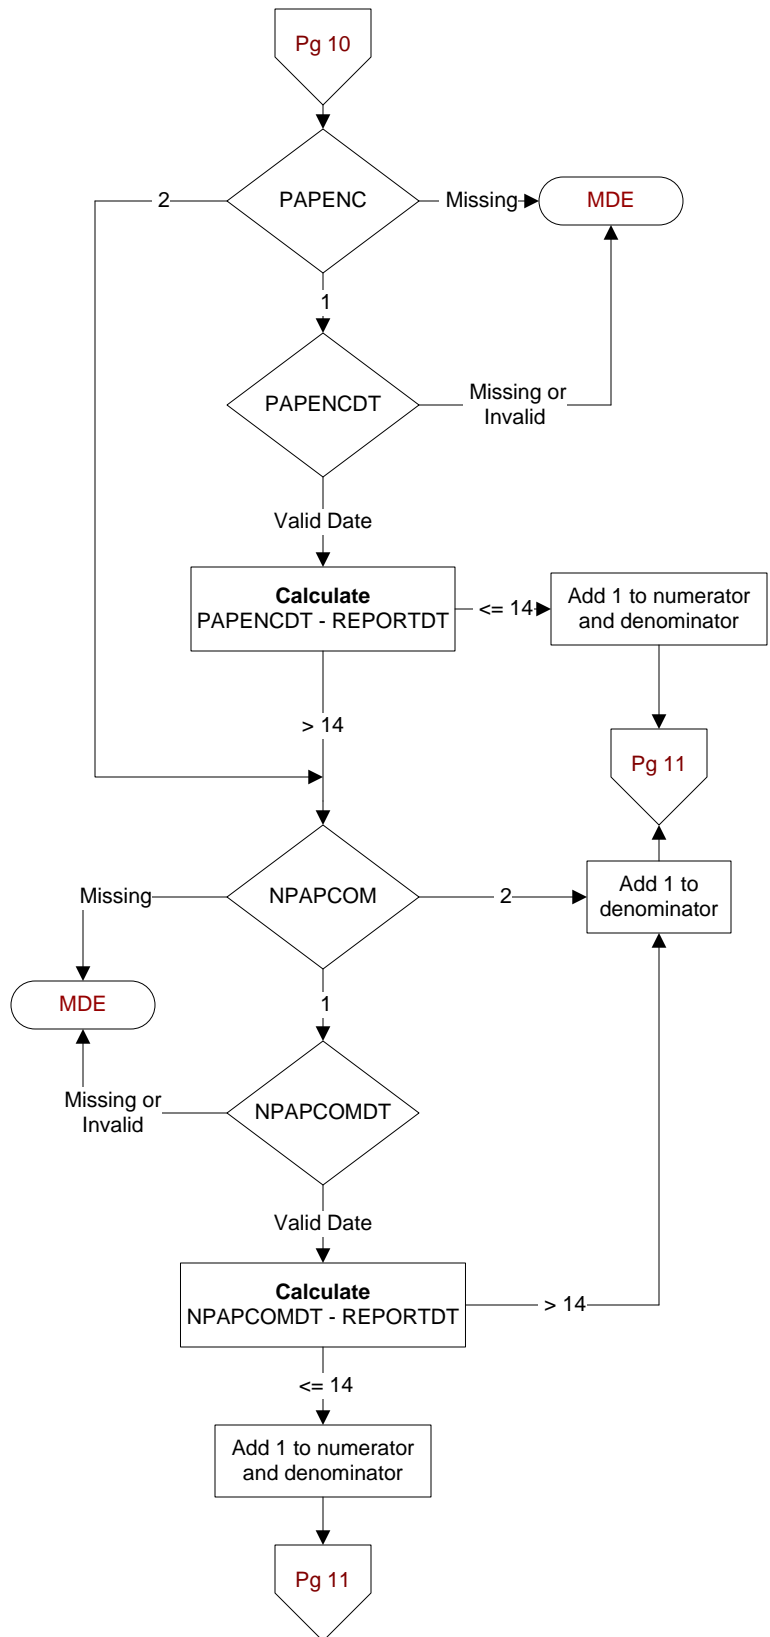 Pg 10
2
PAPENC
Missing
MDE
1
PAPENCDT
Missing or
Invalid
Valid Date
Calculate
PAPENCDT - REPORTDT
<= 14
Add 1 to numerator
and denominator
> 14
Pg 11
Missing
NPAPCOM
2
Add 1 to
denominator
MDE
1
Missing or
Invalid
NPAPCOMDT
Valid Date
Calculate
NPAPCOMDT - REPORTDT
> 14
<= 14
Add 1 to numerator
and denominator
Pg 11